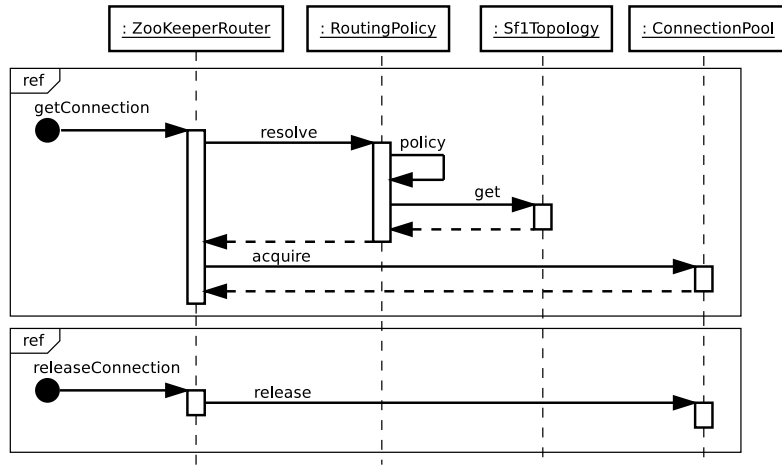 : ZooKeeperRouter
: RoutingPolicy
: Sf1Topology
: ConnectionPool
ref
getConnection
resolve
policy
get
acquire
ref
releaseConnection
release